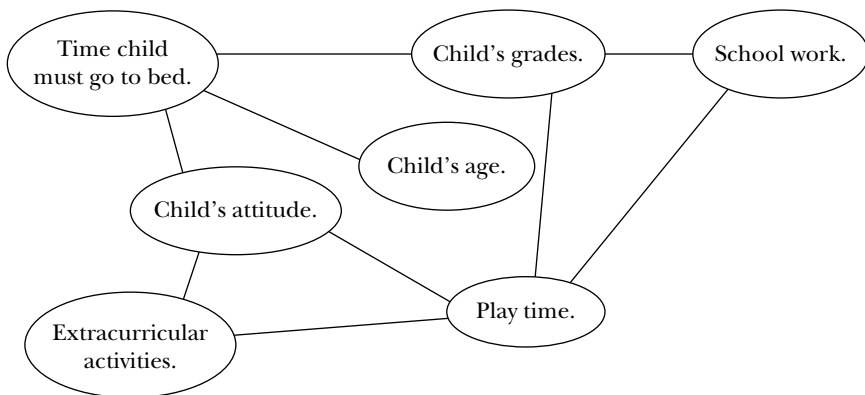 Time child
must go to bed.
Child’s grades.
School work.
Child’s age.
Child’s attitude.
Play time.
Extracurricular
activities.